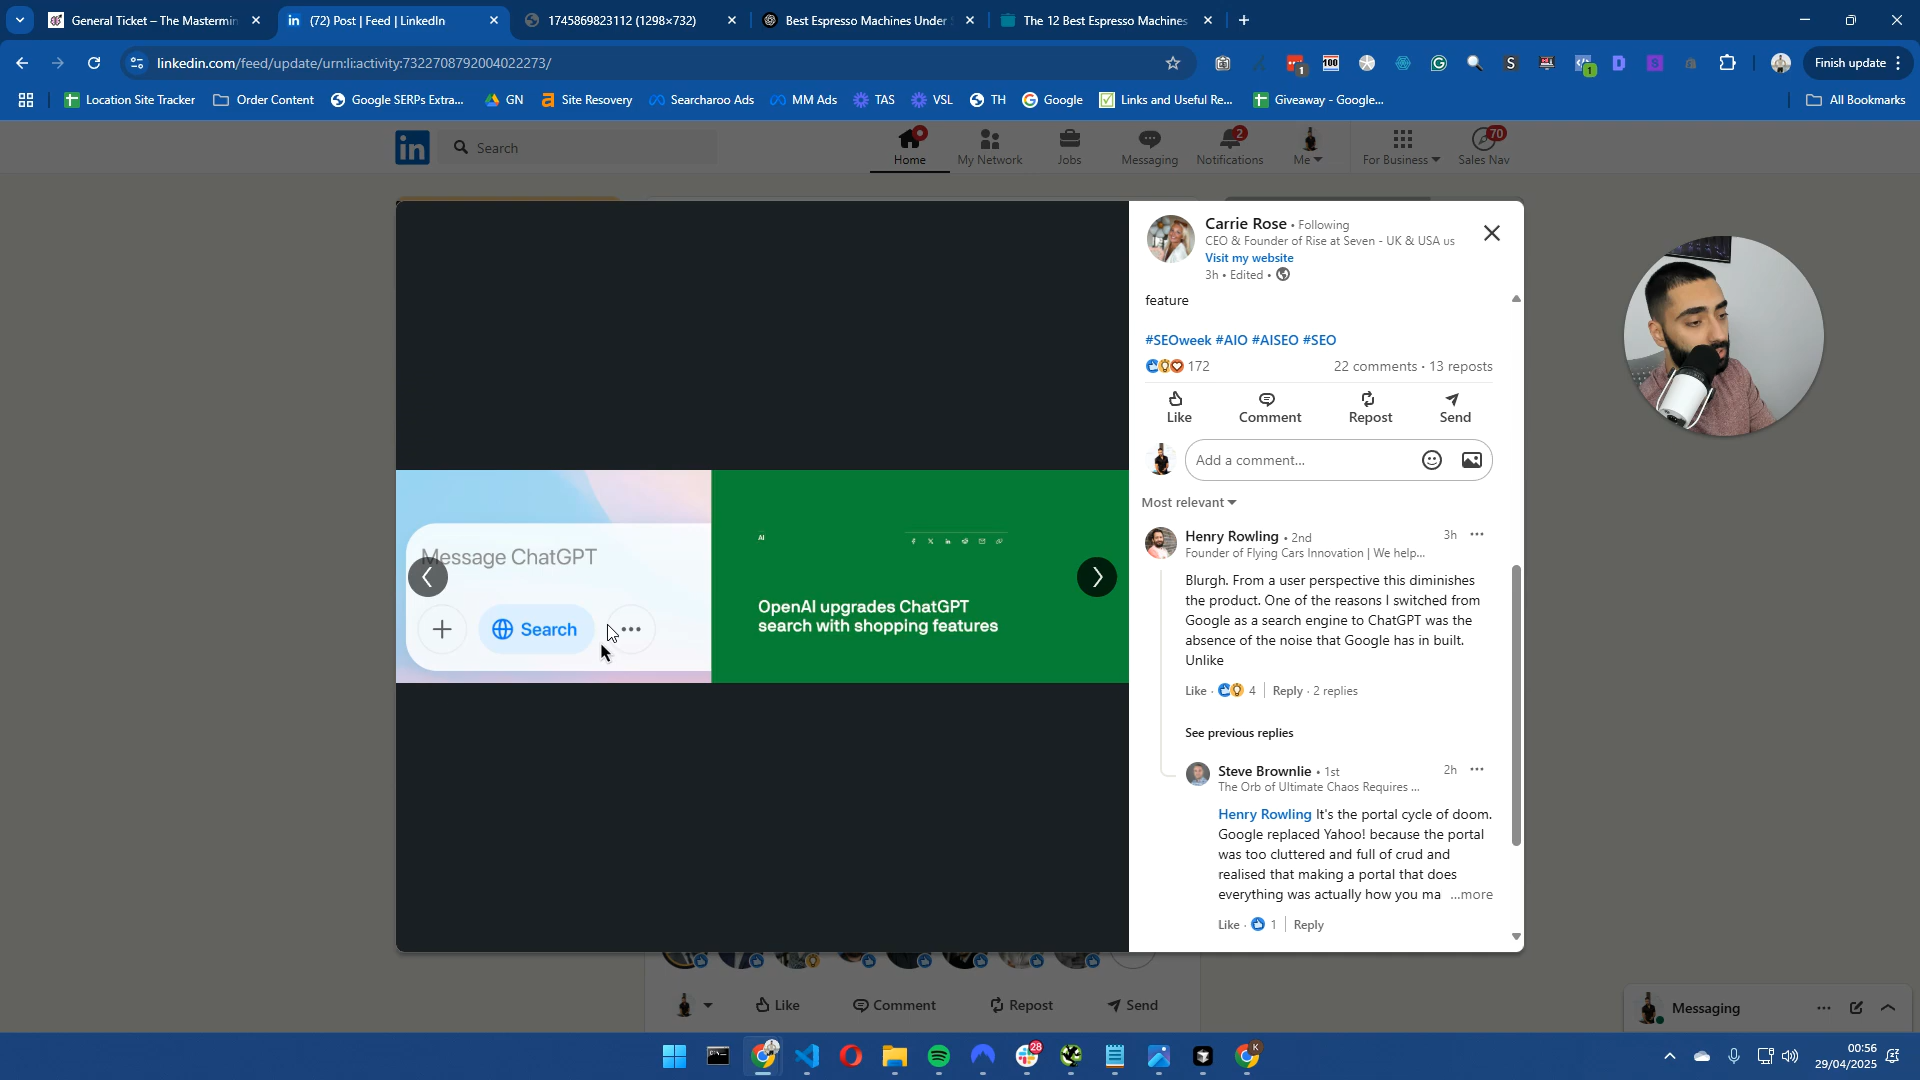 General Ticket – The Mastermin
(72) Post | Feed | LinkedIn
1745869823112 (1298×732)
Best Espresso Machines Under
The 12 Best Espresso Machines
linkedin.com/feed/update/urn:li:activity:7322708792004022273/
Finish update
Location Site Tracker
Order Content
Google SERPs Extra...
GN
Site Recovery
Searcharoo Ads
MM Ads
TAS
VSL
TH
Google
Links and Useful Re...
Giveaway - Google...
All Bookmarks
Search
Home
My Network
Jobs
Messaging
2
Notifications
Me
For Business
70
Sales Nav
Carrie Rose • Following
CEO & Founder of Rise at Seven - UK & USA us
Visit my website
3h • Edited •
feature
#SEOweek #AIO #AISEO #SEO
172
22 comments • 13 reposts
Like
Comment
Repost
Send
Add a comment...
Most relevant
Henry Rowling • 2nd
3h
Founder of Flying Cars Innovation | We help...
Blurgh. From a user perspective this diminishes
the product. One of the reasons I switched from
Google as a search engine to ChatGPT was the
absence of the noise that Google has in built.
Unlike
Like • 4 | Reply • 2 replies
See previous replies
Steve Brownlie • 1st
2h
The Orb of Ultimate Chaos Requires ...
Henry Rowling It's the portal cycle of doom.
Google replaced Yahoo! because the portal
was too cluttered and full of crud and
realised that making a portal that does
everything was actually how you ma ...more
Like • 1 | Reply
Message ChatGPT
Search
AI
OpenAI upgrades ChatGPT
search with shopping features
Like
Comment
Repost
Send
Messaging
28
00:56
29/04/2025